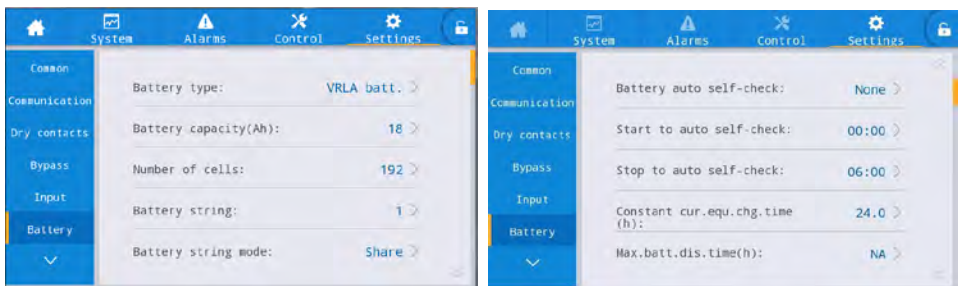 System Alarms Control Settings
Common
Communication
Dry contacts
Bypass
Input
Battery
Battery type: VRLA batt.
Battery capacity(Ah): 18
Number of cells: 192
Battery string: 1
Battery string mode: Share
System Alarms Control Settings
Common
Communication
Dry contacts
Bypass
Input
Battery
Battery auto self-check: None
Start to auto self-check: 00:00
Stop to auto self-check: 06:00
Constant cur.equ.chg.time 24.0
(h):
Max.batt.dis.time(h): NA